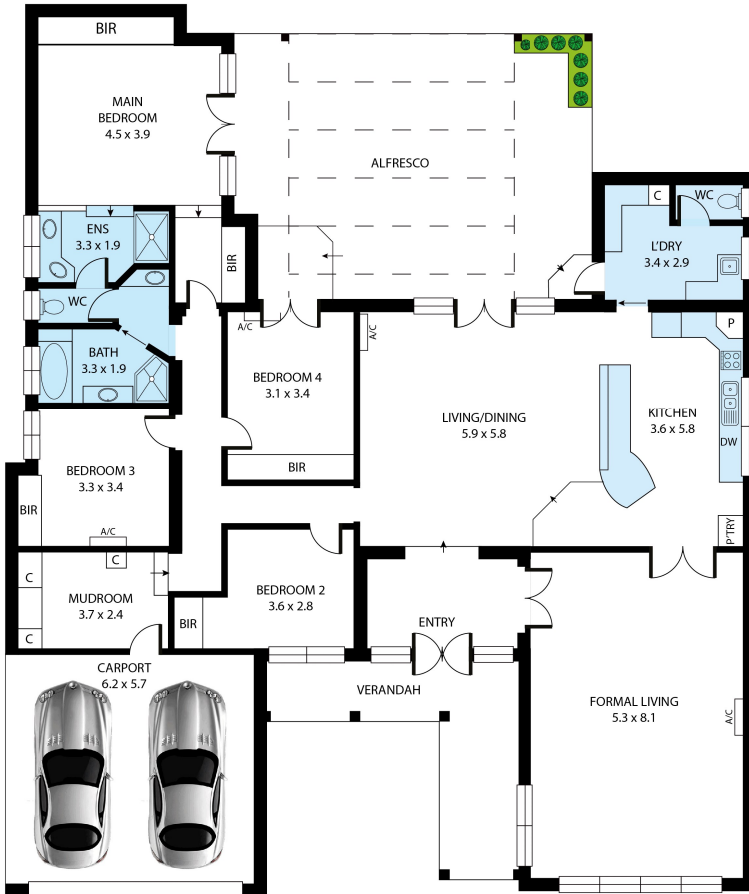 BIR
MAIN
BEDROOM
4.5 x 3.9
ALFRESCO
C
WC
L'DRY
3.4 x 2.9
ENS
3.3 x 1.9
BIR
WC
A/C
A/C
P
BATH
3.3 x 1.9
BEDROOM 4
3.1 x 3.4
LIVING/DINING
5.9 x 5.8
KITCHEN
3.6 x 5.8
DW
BIR
BEDROOM 3
3.3 x 3.4
BIR
A/C
P'TRY
C
C
MUDROOM
3.7 x 2.4
C
BEDROOM 2
3.6 x 2.8
BIR
ENTRY
CARPORT
6.2 x 5.7
VERANDAH
FORMAL LIVING
5.3 x 8.1
A/C